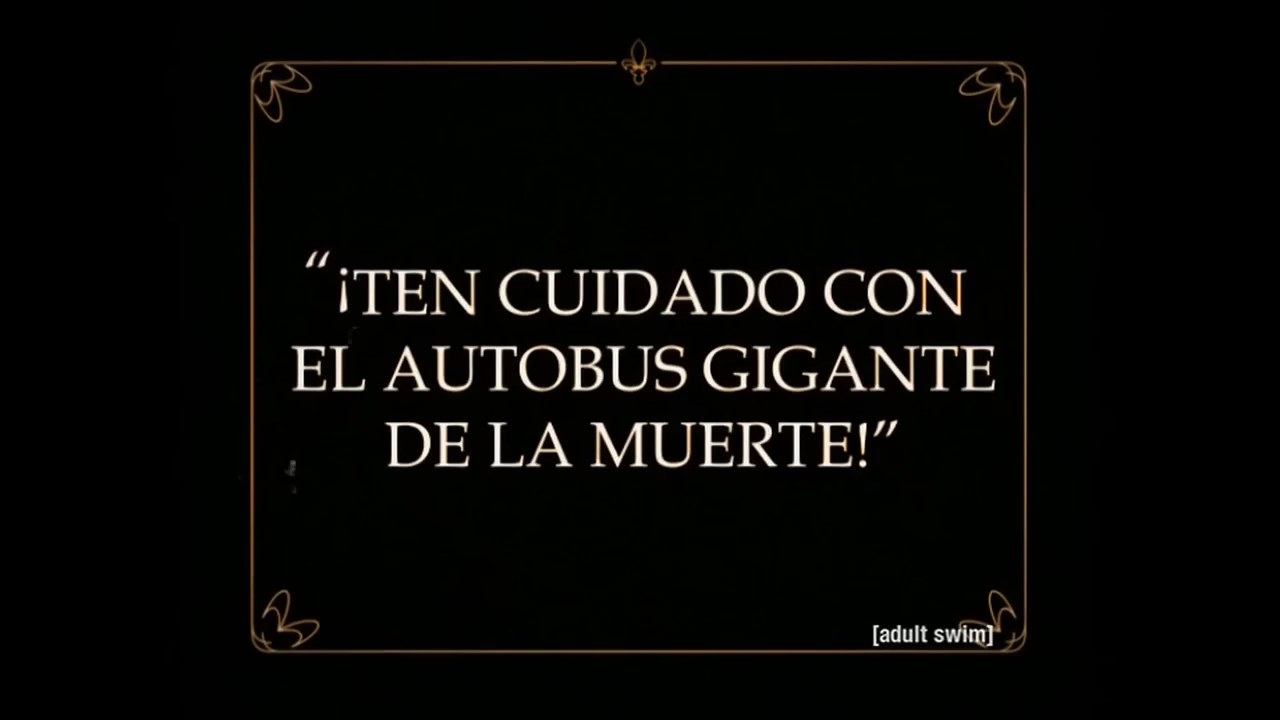 “¡TEN CUIDADO CON
EL AUTOBUS GIGANTE
DE LA MUERTE!”
[adult swim]